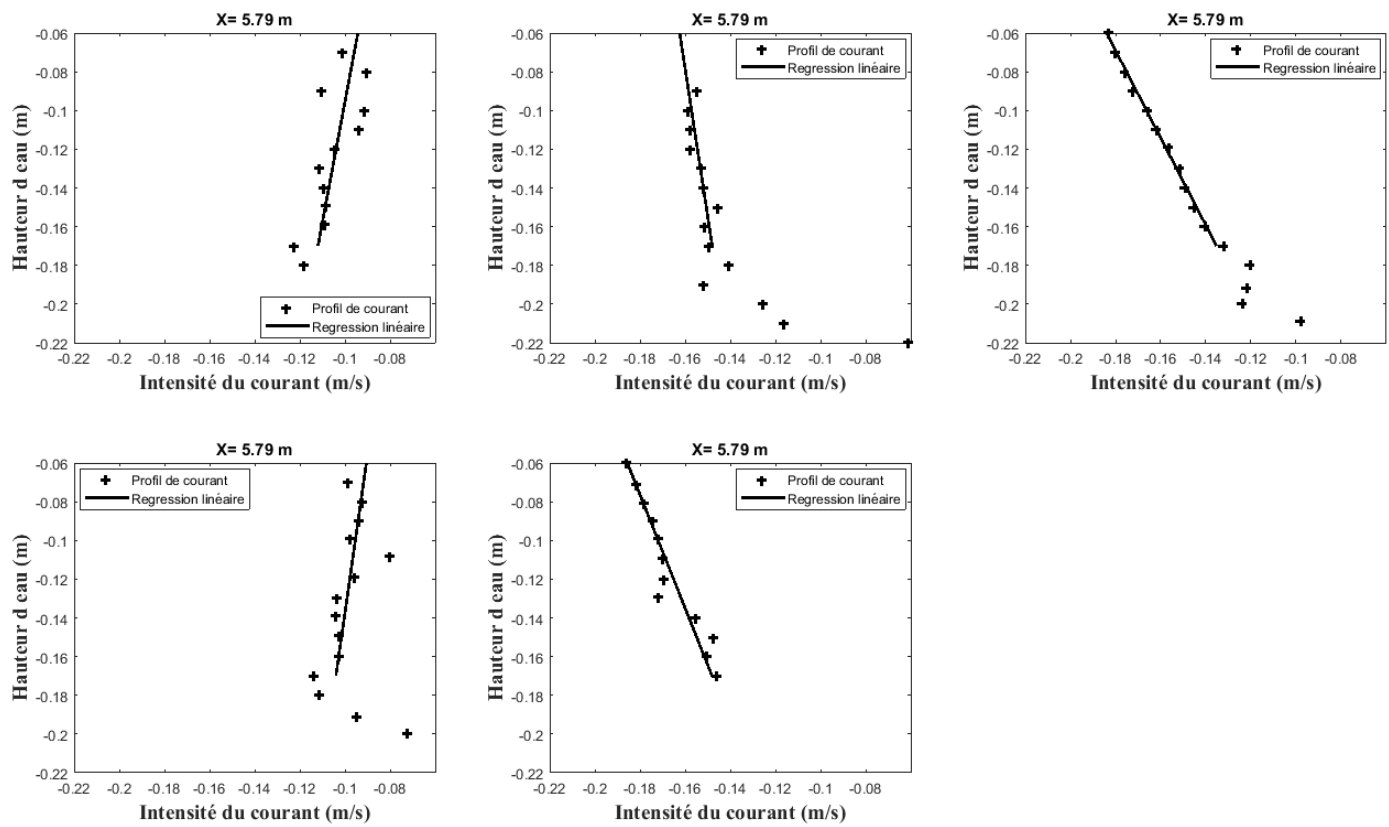 X= 5.79 m
-0.06
-0.08
-0.1
-0.12
-0.14
-0.16
-0.18
-0.2
-0.22
Hauteur d eau (m)
Profil de courant
Regression linéaire
-0.22 -0.2 -0.18 -0.16 -0.14 -0.12 -0.1 -0.08
Intensité du courant (m/s)
X= 5.79 m
-0.06
-0.08
-0.1
-0.12
-0.14
-0.16
-0.18
-0.2
-0.22
Hauteur d eau (m)
Profil de courant
Regression linéaire
-0.22 -0.2 -0.18 -0.16 -0.14 -0.12 -0.1 -0.08
Intensité du courant (m/s)
X= 5.79 m
-0.06
-0.08
-0.1
-0.12
-0.14
-0.16
-0.18
-0.2
-0.22
Hauteur d eau (m)
Profil de courant
Regression linéaire
-0.22 -0.2 -0.18 -0.16 -0.14 -0.12 -0.1 -0.08
Intensité du courant (m/s)
X= 5.79 m
-0.06
-0.08
-0.1
-0.12
-0.14
-0.16
-0.18
-0.2
-0.22
Hauteur d eau (m)
Profil de courant
Regression linéaire
-0.22 -0.2 -0.18 -0.16 -0.14 -0.12 -0.1 -0.08
Intensité du courant (m/s)
X= 5.79 m
-0.06
-0.08
-0.1
-0.12
-0.14
-0.16
-0.18
-0.2
-0.22
Hauteur d eau (m)
Profil de courant
Regression linéaire
-0.22 -0.2 -0.18 -0.16 -0.14 -0.12 -0.1 -0.08
Intensité du courant (m/s)